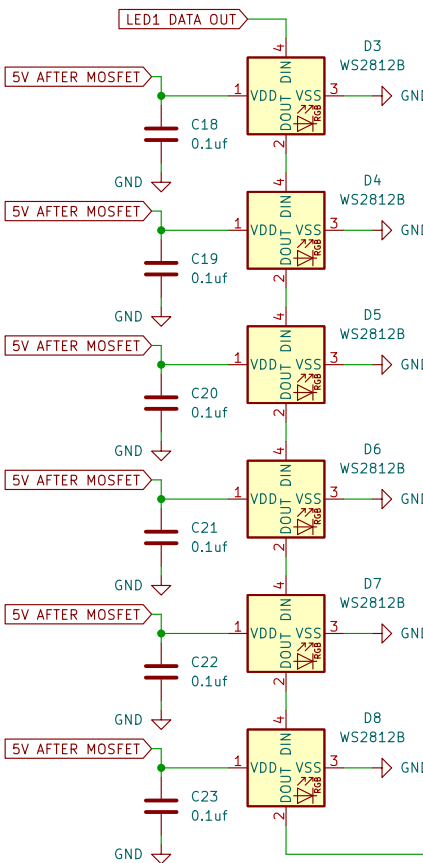 LED1 DATA OUT
D3
WS2812B
5V AFTER MOSFET
4
DIN
1
VDD
VSS
3
GND
DOUT
RGB
2
C18
0.1uf
GND
D4
WS2812B
5V AFTER MOSFET
4
DIN
1
VDD
VSS
3
GND
DOUT
RGB
2
C19
0.1uf
GND
D5
WS2812B
5V AFTER MOSFET
4
DIN
1
VDD
VSS
3
GND
DOUT
RGB
2
C20
0.1uf
GND
D6
WS2812B
5V AFTER MOSFET
4
DIN
1
VDD
VSS
3
GND
DOUT
RGB
2
C21
0.1uf
GND
D7
WS2812B
5V AFTER MOSFET
4
DIN
1
VDD
VSS
3
GND
DOUT
RGB
2
C22
0.1uf
GND
D8
WS2812B
5V AFTER MOSFET
4
DIN
1
VDD
VSS
3
GND
DOUT
RGB
2
C23
0.1uf
GND